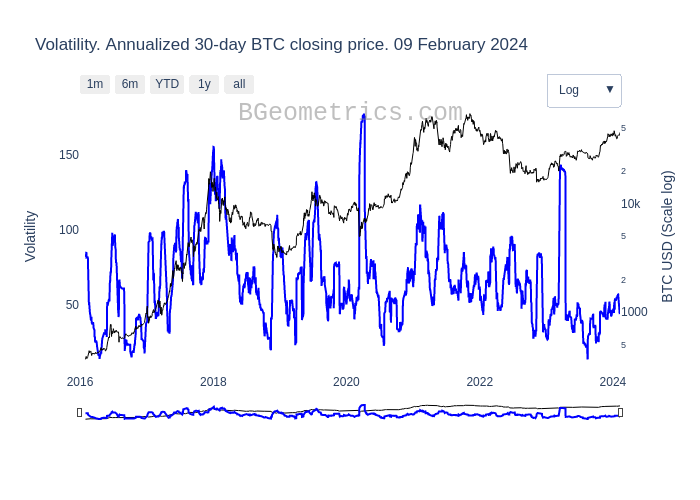 Volatility. Annualized 30-day BTC closing price. 09 February 2024
1m 6m YTD 1y all
Log ▼
BGeometrics.com
150
100
50
Volatility
5
2
10k
5
2
1000
5
BTC USD (Scale log)
2016 2018 2020 2022 2024